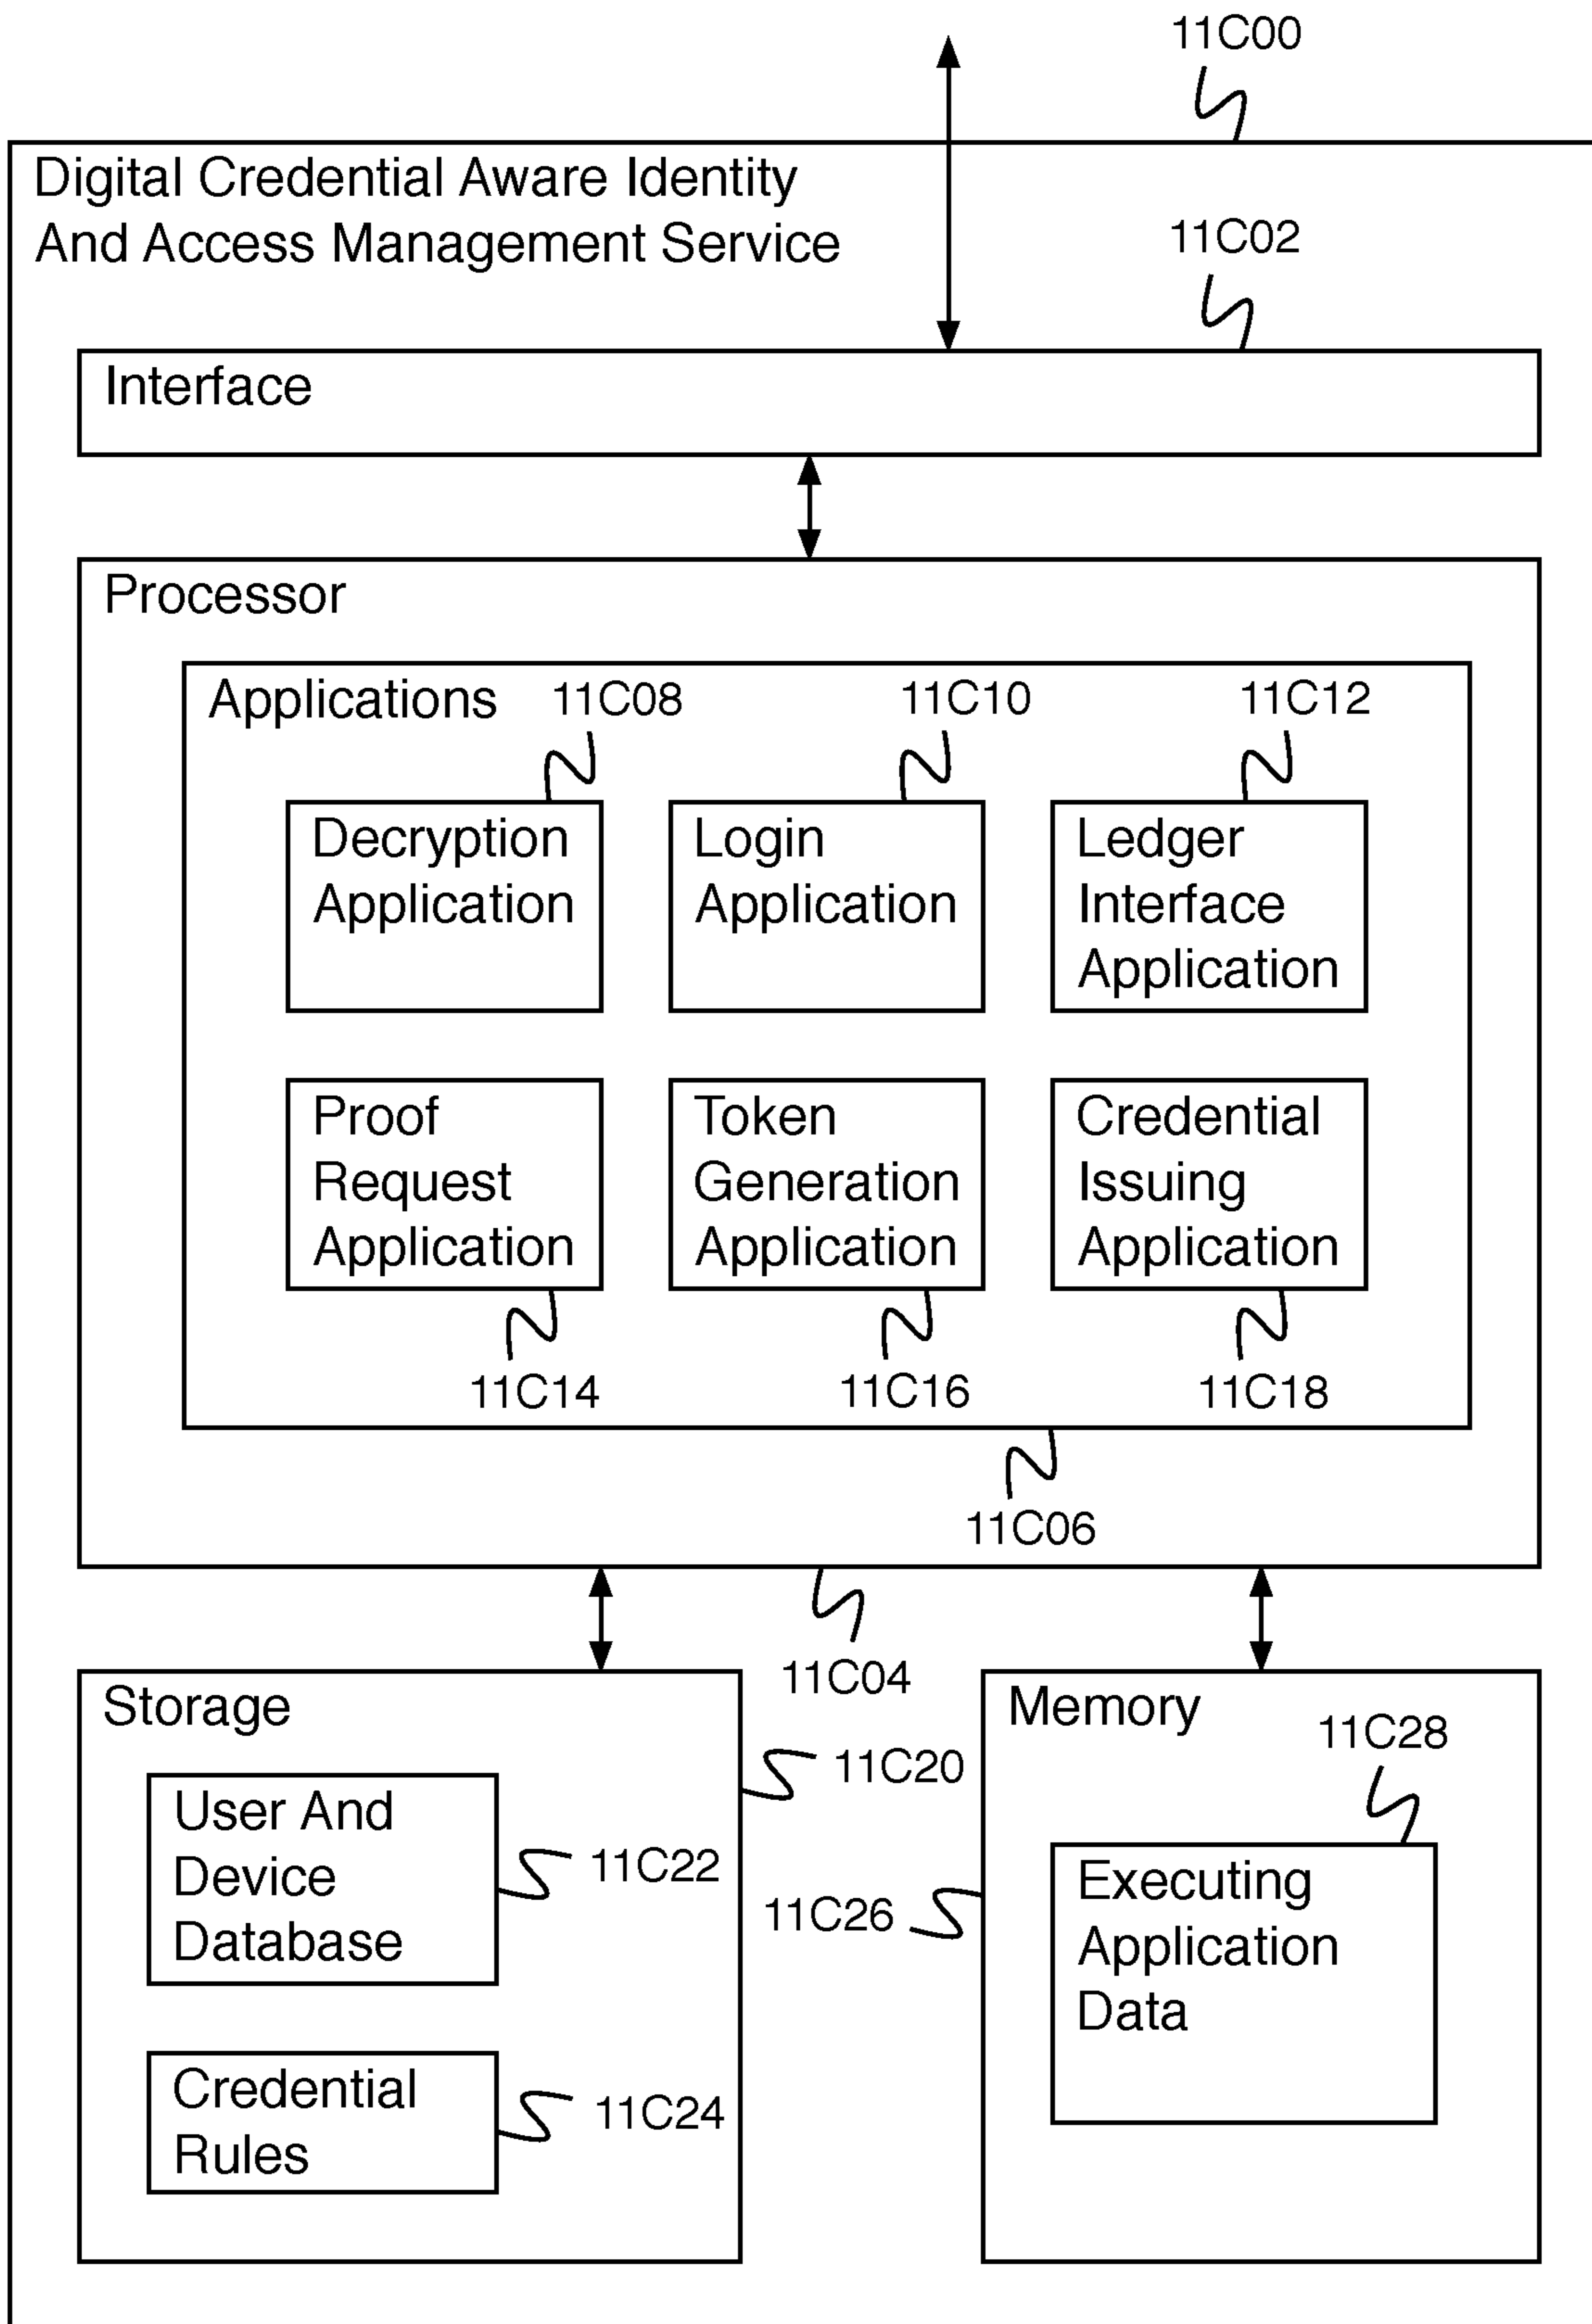 11C00
Digital Credential Aware Identity
And Access Management Service
11C02
Interface
Processor
Applications
11C08
11C10
11C12
Decryption
Application
Login
Application
Ledger
Interface
Application
Proof
Request
Application
Token
Generation
Application
Credential
Issuing
Application
11C14
11C16
11C18
11C06
11C04
Storage
11C20
User And
Device
Database
11C22
Credential
Rules
11C24
Memory
11C28
11C26
Executing
Application
Data